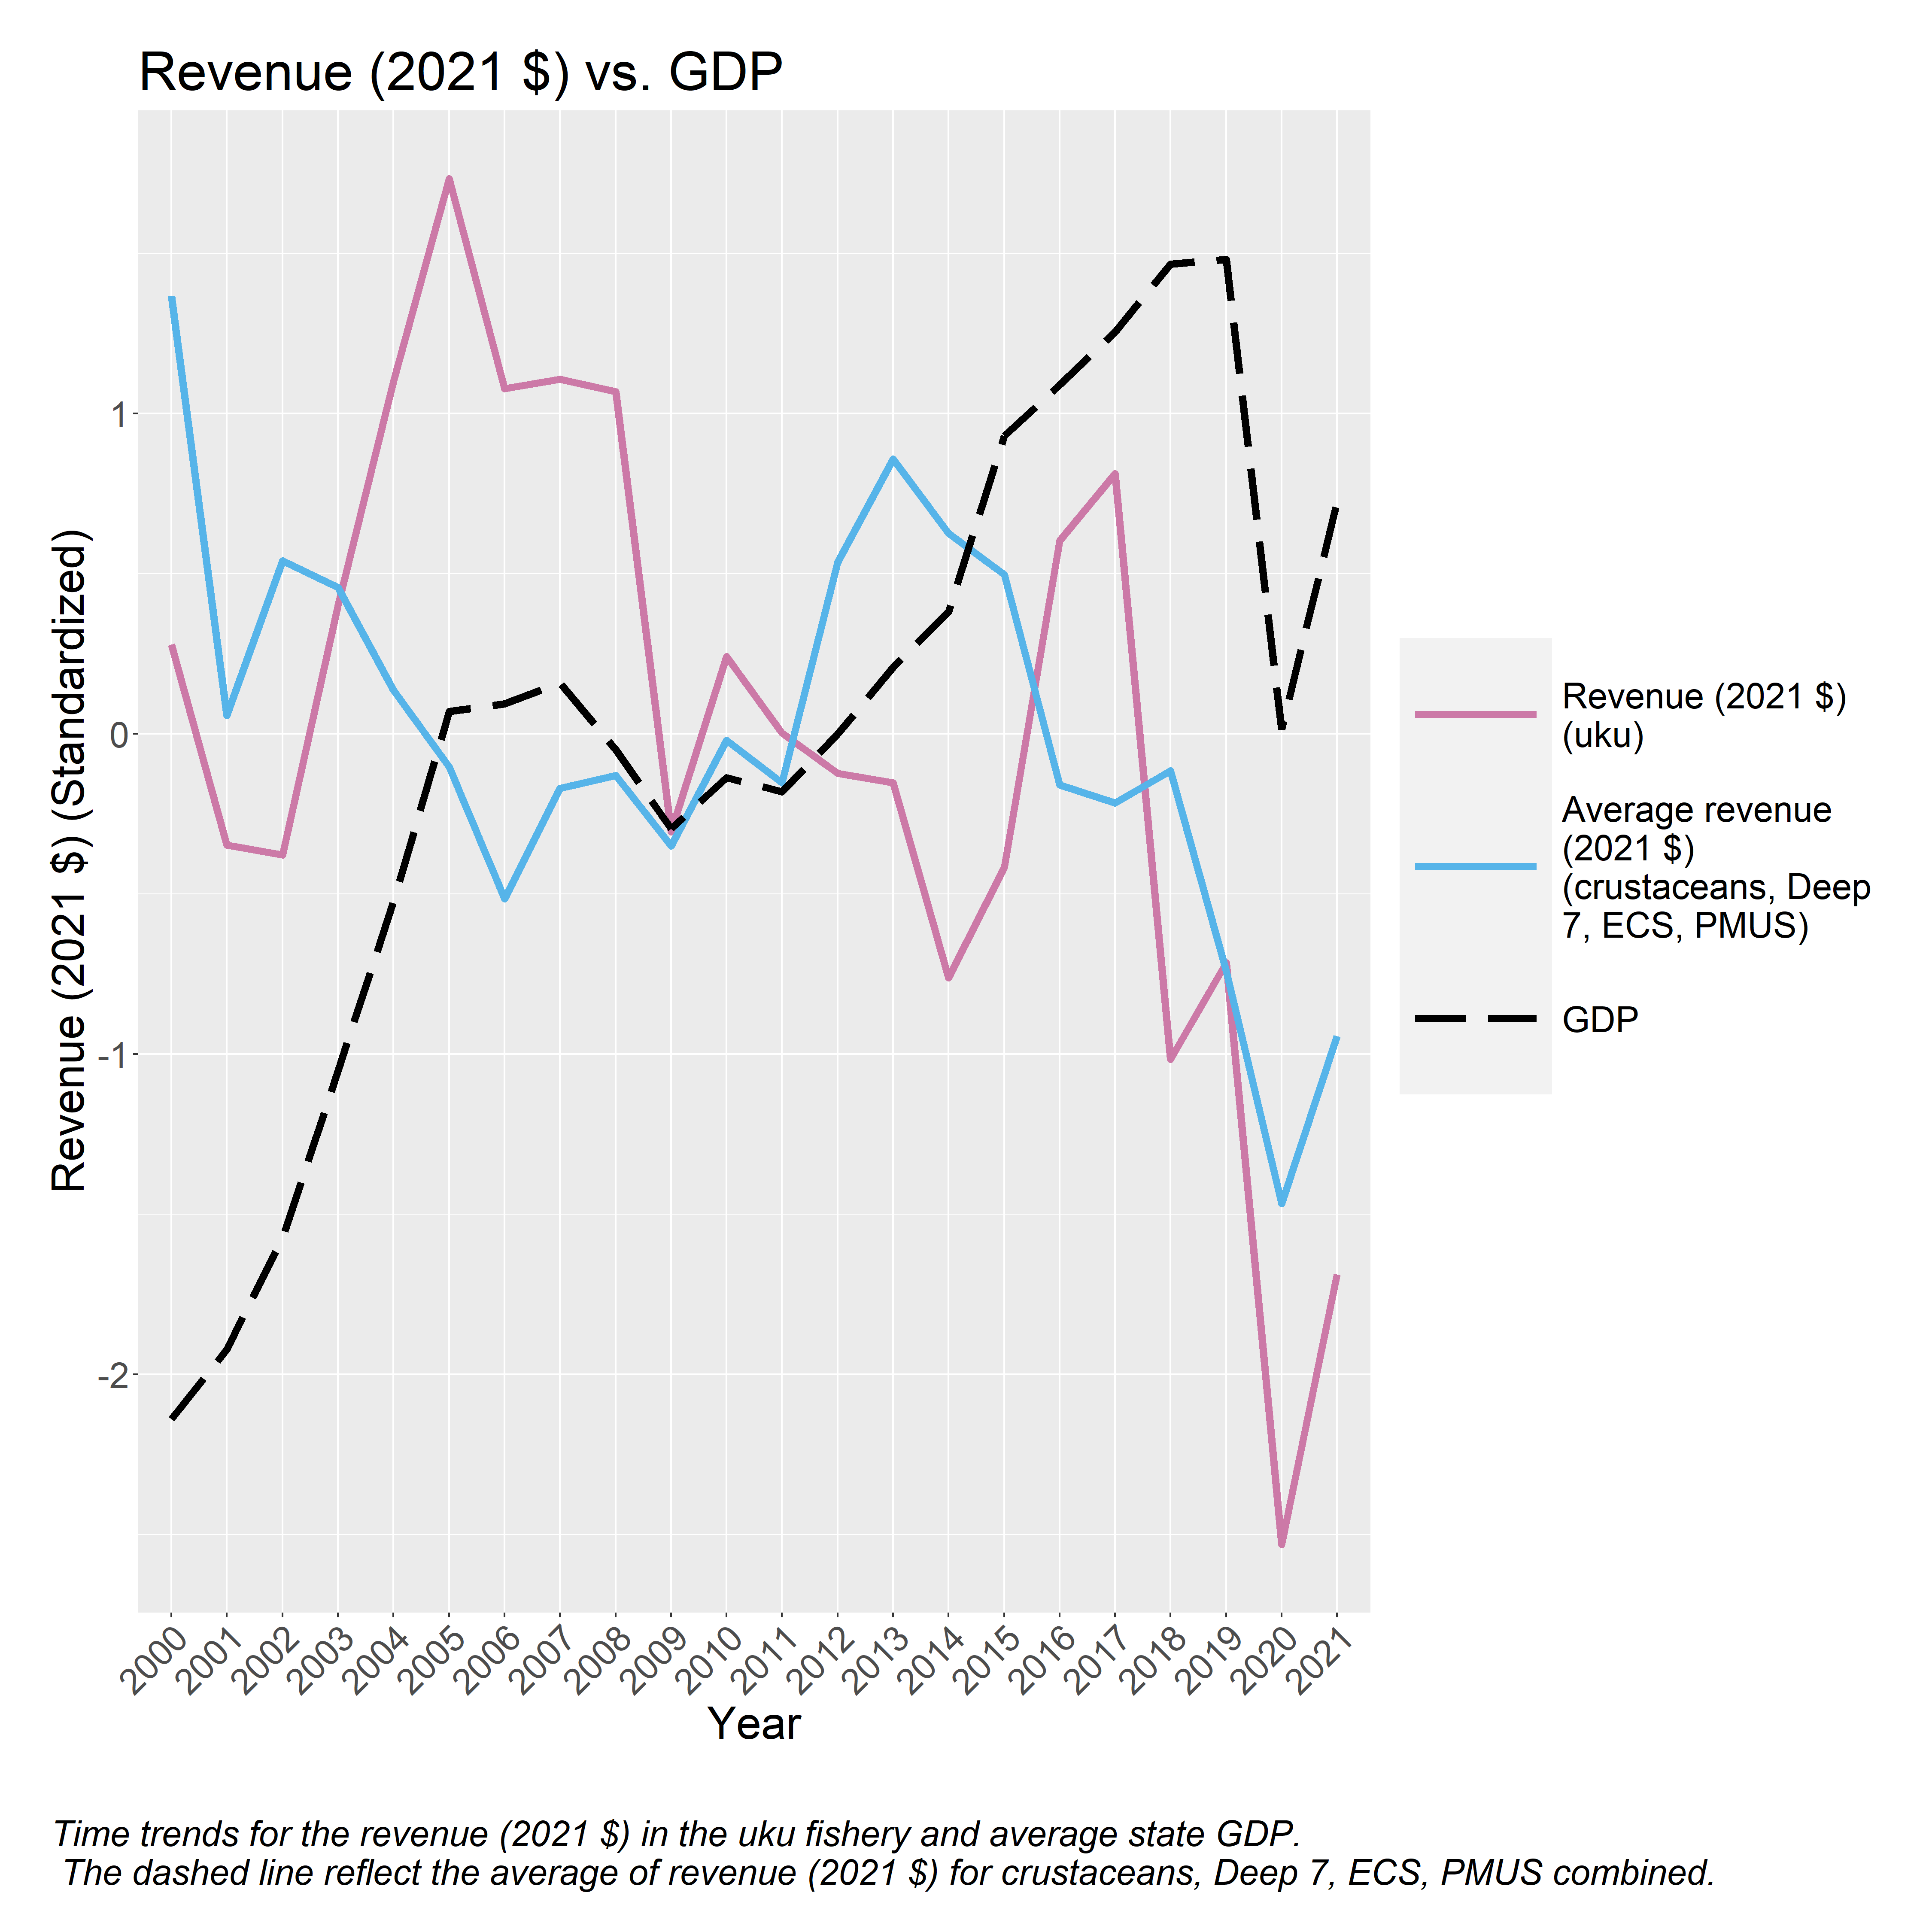 Revenue (2021 $) vs. GDP
Revenue (2021 $) (Standardized)
1
0
-1
-2
2000
2001
2002
2003
2004
2005
2006
2007
2008
2009
2010
2011
2012
2013
2014
2015
2016
2017
2018
2019
2020
2021
Year
Revenue (2021 $)
(uku)
Average revenue
(2021 $)
(crustaceans, Deep
7, ECS, PMUS)
GDP
Time trends for the revenue (2021 $) in the uku fishery and average state GDP.
The dashed line reflect the average of revenue (2021 $) for crustaceans, Deep 7, ECS, PMUS combined.